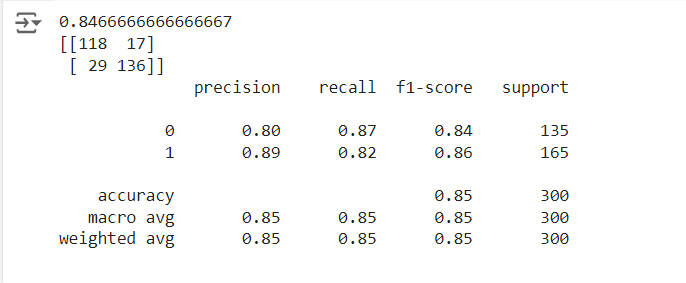 0.8466666666666667
[[118  17]
 [ 29 136]]
              precision    recall  f1-score   support

           0       0.80      0.87      0.84       135
           1       0.89      0.82      0.86       165

    accuracy                           0.85       300
   macro avg       0.85      0.85      0.85       300
weighted avg       0.85      0.85      0.85       300